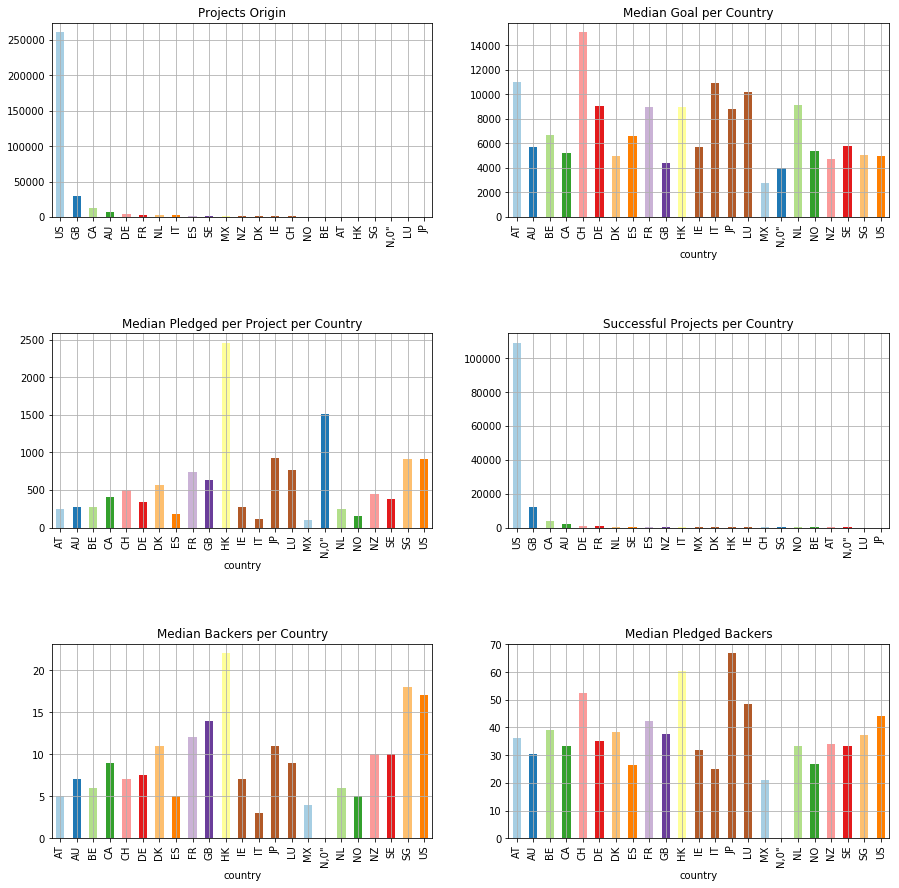 Projects Origin
250000
200000
150000
100000
50000
0
US GB CA AU DE FR NL IT ES SE MX NZ DK IE CH NO BE AT HK SG N,0" LU JP
Median Goal per Country
14000
12000
10000
8000
6000
4000
2000
0
AT AU BE CA CH DE DK ES FR GB HK IE IT JP LU MX N,0" NL NO NZ SE SG US
country
Median Pledged per Project per Country
2500
2000
1500
1000
500
0
AT AU BE CA CH DE DK ES FR GB HK IE IT JP LU MX N,0" NL NO NZ SE SG US
country
Successful Projects per Country
100000
80000
60000
40000
20000
0
US GB CA AU DE FR NL SE ES NZ IT MX DK HK IE CH SG NO BE AT N,0" LU JP
Median Backers per Country
20
15
10
5
0
AT AU BE CA CH DE DK ES FR GB HK IE IT JP LU MX N,0" NL NO NZ SE SG US
country
Median Pledged Backers
70
60
50
40
30
20
10
0
AT AU BE CA CH DE DK ES FR GB HK IE IT JP LU MX N,0" NL NO NZ SE SG US
country